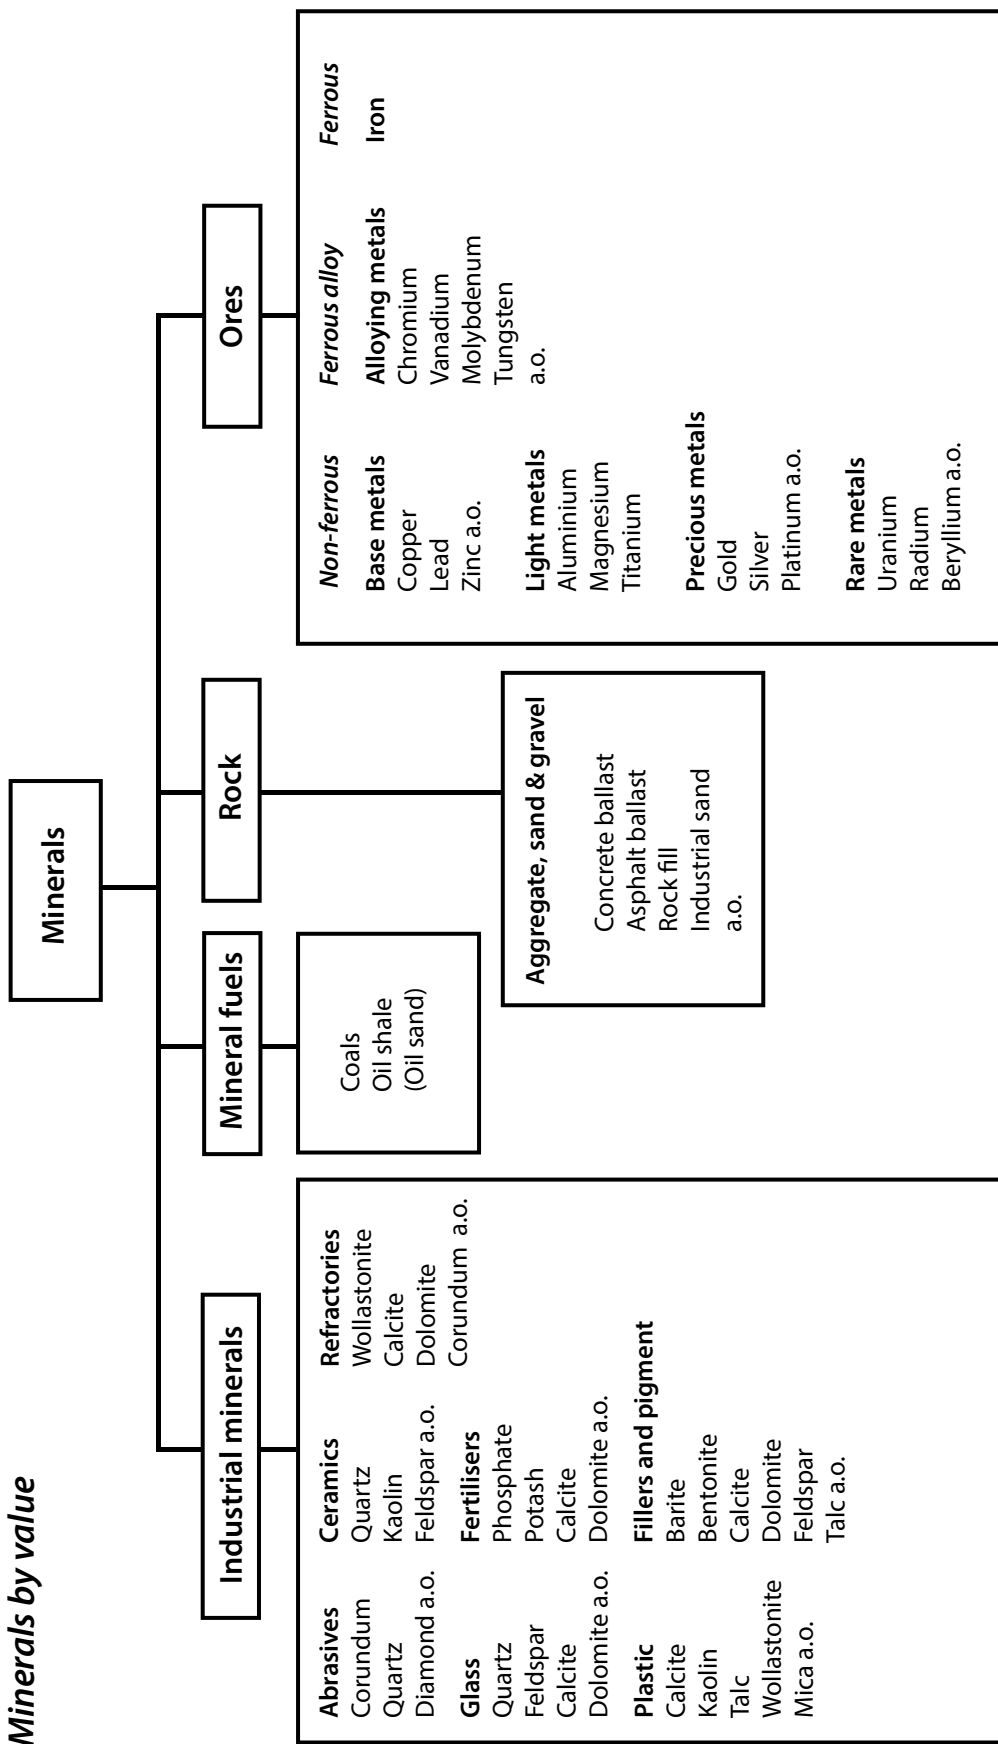 Minerals by value
Minerals
Industrial minerals
Mineral fuels
Rock
Ores
Abrasives
Corundum
Quartz
Diamond a.o.
Glass
Quartz
Feldspar
Calcite
Dolomite a.o.
Plastic
Calcite
Kaolin
Talc
Wollastonite
Mica a.o.
Ceramics
Quartz
Kaolin
Feldspar a.o.
Fertilisers
Phosphate
Potash
Calcite
Dolomite a.o.
Fillers and pigment
Barite
Bentonite
Calcite
Dolomite
Feldspar
Talc a.o.
Refractories
Wollastonite
Calcite
Dolomite
Corundum a.o.
Coals
Oil shale
(Oil sand)
Aggregate, sand & gravel
Concrete ballast
Asphalt ballast
Rock fill
Industrial sand
a.o.
Non-ferrous
Base metals
Copper
Lead
Zinc a.o.
Light metals
Aluminium
Magnesium
Titanium
Precious metals
Gold
Silver
Platinum a.o.
Rare metals
Uranium
Radium
Beryllium a.o.
Ferrous alloy
Alloying metals
Chromium
Vanadium
Molybdenum
Tungsten
a.o.
Ferrous
Iron